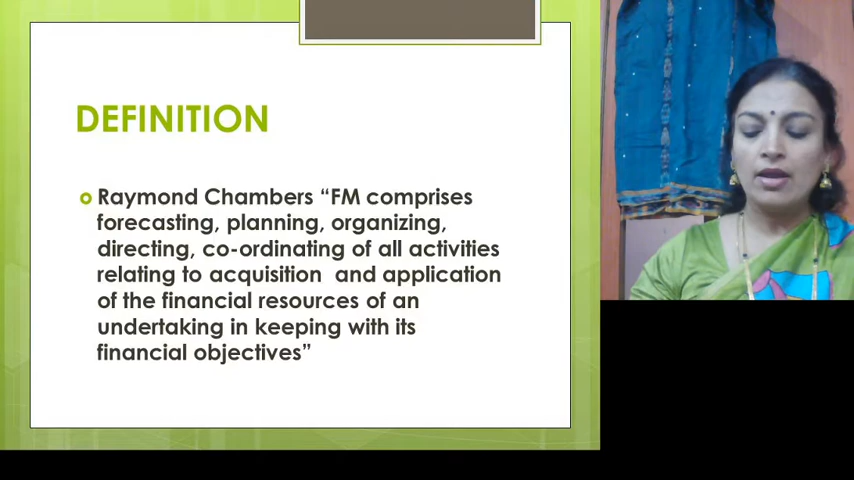 DEFINITION
Raymond Chambers “FM comprises
forecasting, planning, organizing,
directing, co-ordinating of all activities
relating to acquisition  and application
of the financial resources of an
undertaking in keeping with its
financial objectives”